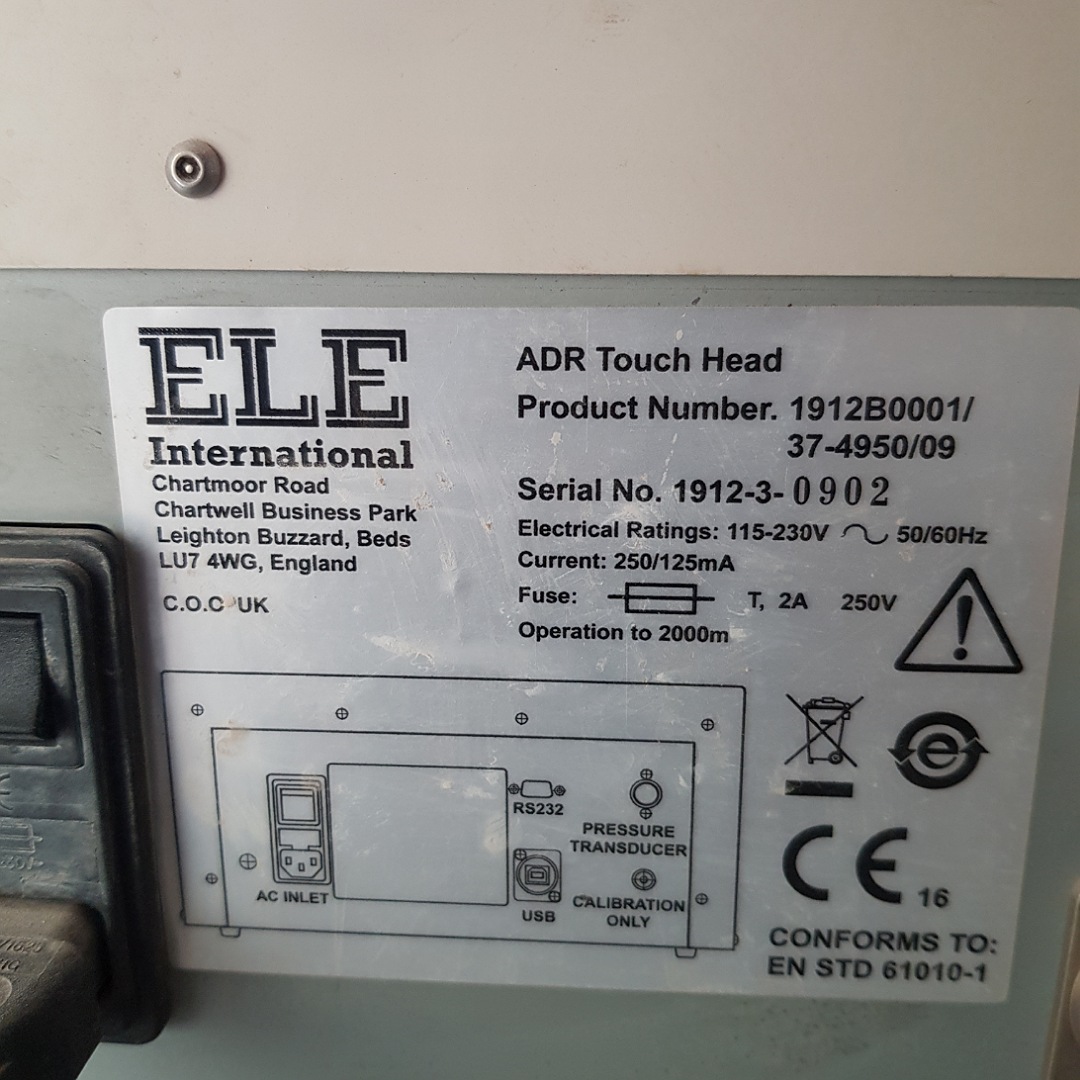 ELE
International
Chartmoor Road
Chartwell Business Park
Leighton Buzzard, Beds
LU7 4WG, England
C.O.C UK
ADR Touch Head
Product Number. 1912B0001/
37-4950/09
Serial No. 1912-3-0902
Electrical Ratings: 115-230V 50/60Hz
Current: 250/125mA
Fuse: T, 2A 250V
Operation to 2000m
RS232
PRESSURE
TRANSDUCER
AC INLET
USB
CALIBRATION
ONLY
e
CE 16
CONFORMS TO:
EN STD 61010-1